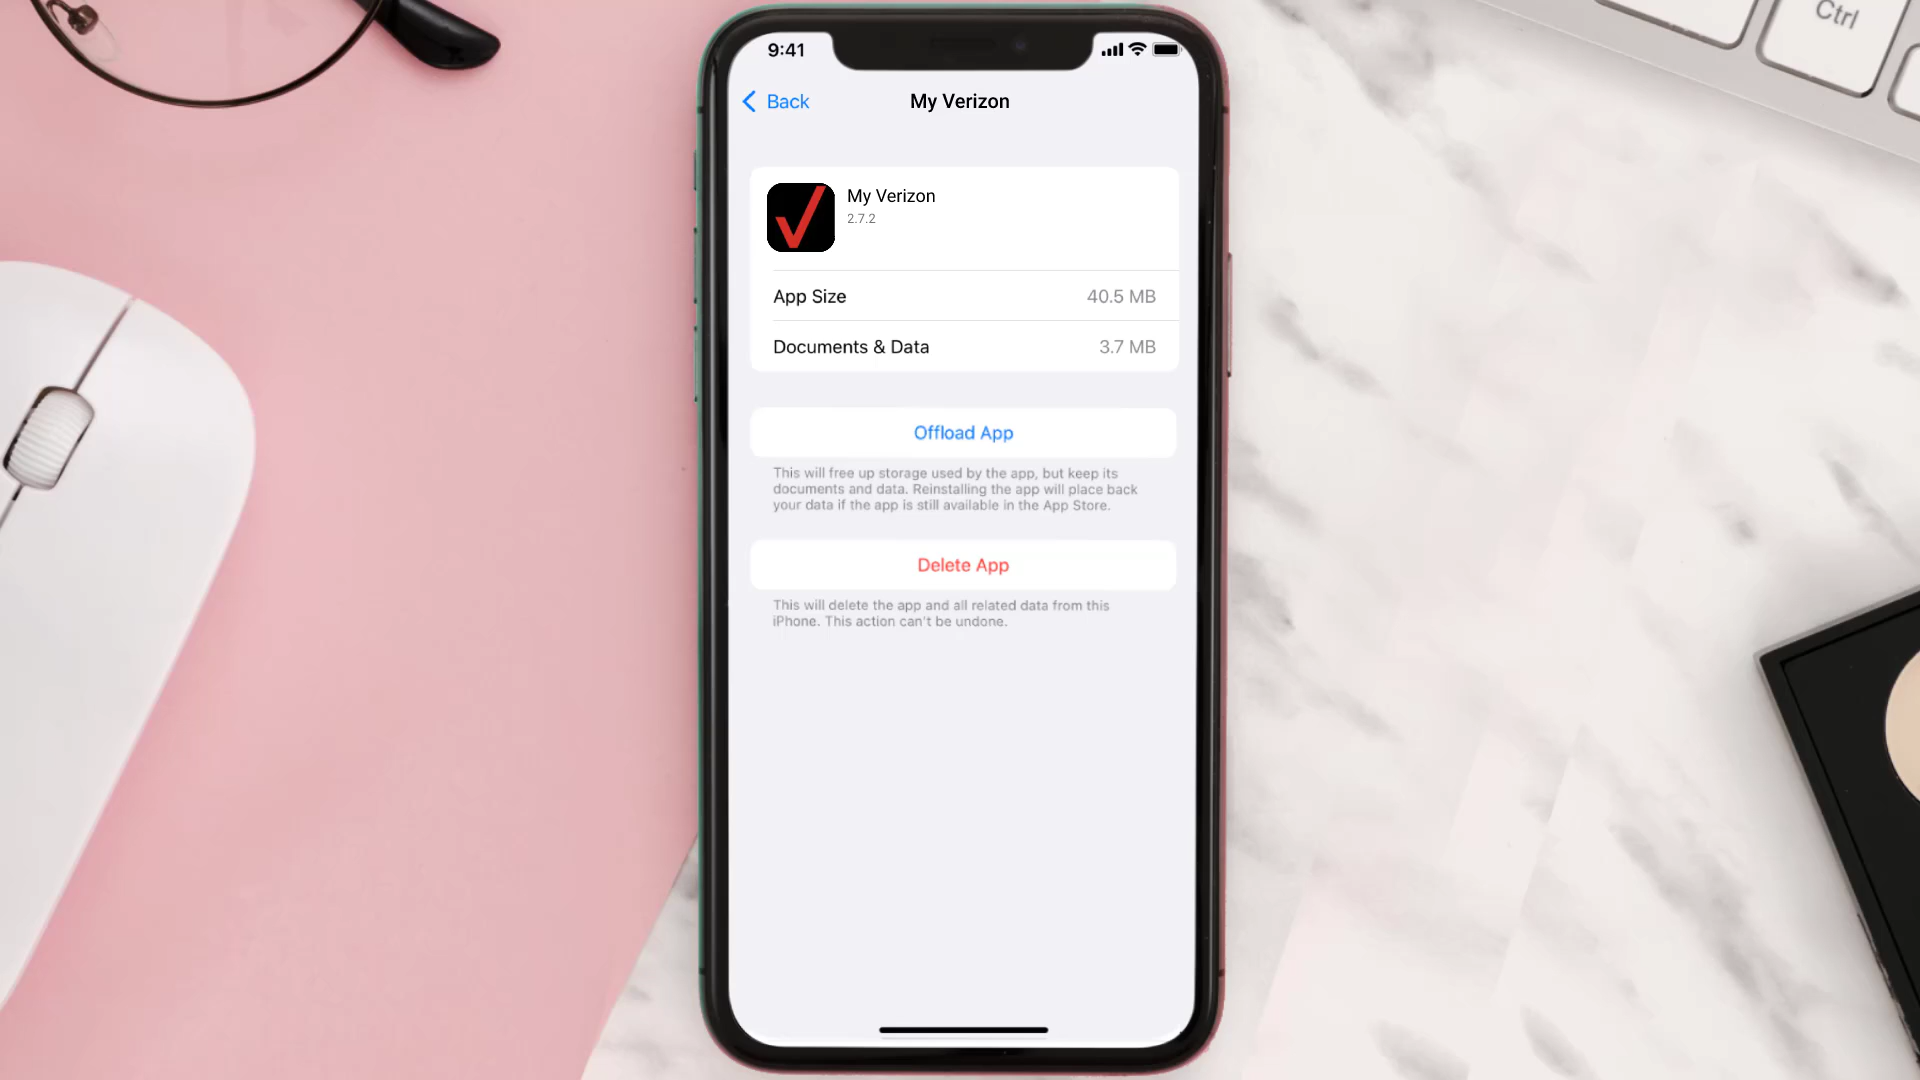 Ctrl
9:41
Back
My Verizon
My Verizon
2.7.2
App Size 40.5 MB
Documents & Data 3.7 MB
Offload App
This will free up storage used by the app, but keep its
documents and data. Reinstalling the app will place back
your data if the app is still available in the App Store.
Delete App
This will delete the app and all related data from this
iPhone. This action can't be undone.